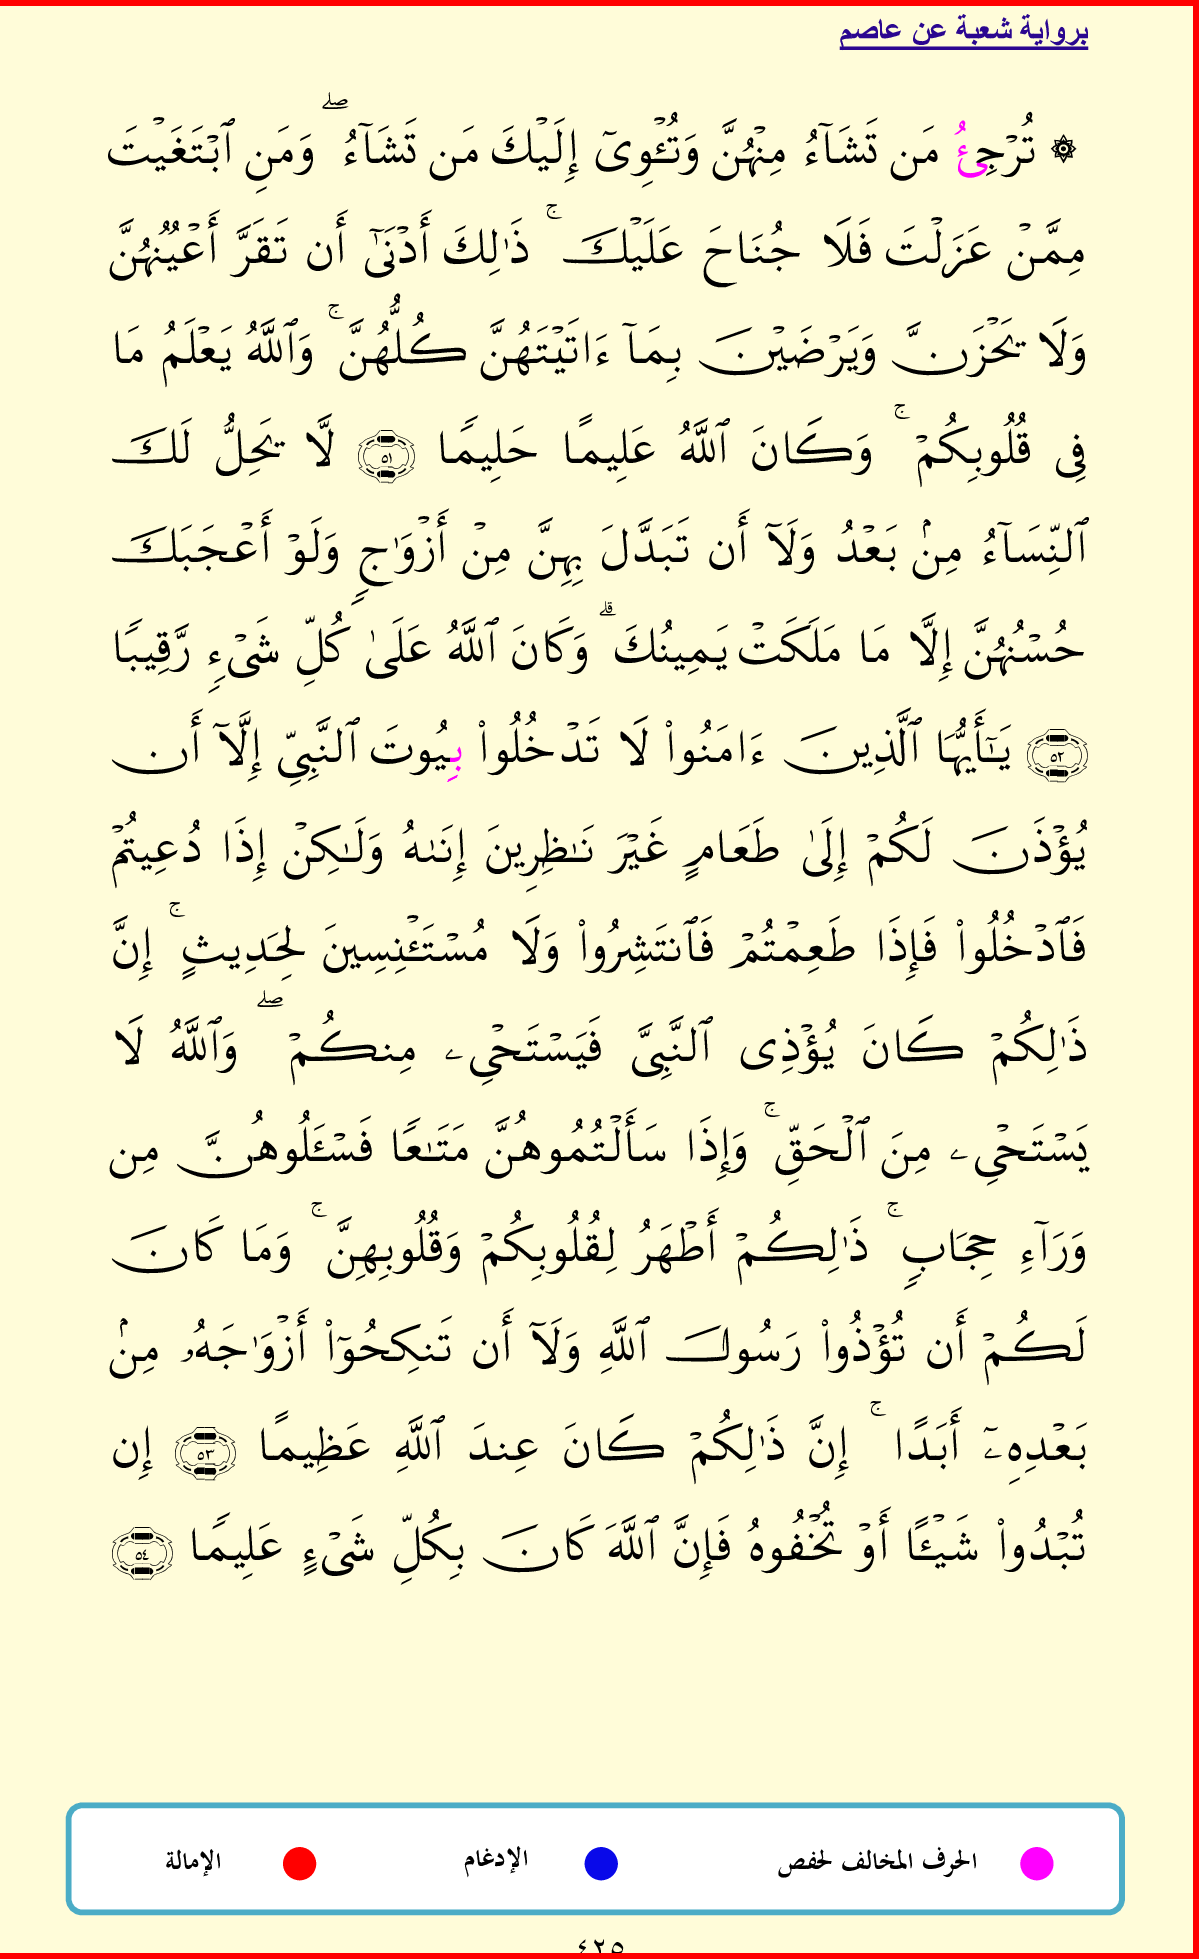 برواية شعبة عن عاصم
۞ تُرۡجِئُ مَن تَشَآءُ مِنۡهُنَّ وَتُـٔۡوِيٓ إِلَيۡكَ مَن تَشَآءُۖ وَمَنِ ٱبۡتَغَيۡتَ
مِمَّنۡ عَزَلۡتَ فَلَا جُنَاحَ عَلَيۡكَۚ ذَٰلِكَ أَدۡنَىٰٓ أَن تَقَرَّ أَعۡيُنُهُنَّ
وَلَا يَحۡزَنَّ وَيَرۡضَيۡنَ بِمَآ ءَاتَيۡتَهُنَّ كُلُّهُنَّۚ وَٱللَّهُ يَعۡلَمُ مَا
فِي قُلُوبِكُمۡۚ وَكَانَ ٱللَّهُ عَلِيمًا حَلِيمٗا ٥١ لَّا يَحِلُّ لَكَ
ٱلنِّسَآءُ مِنۢ بَعۡدُ وَلَآ أَن تَبَدَّلَ بِهِنَّ مِنۡ أَزۡوَٰجٖ وَلَوۡ أَعۡجَبَكَ
حُسۡنُهُنَّ إِلَّا مَا مَلَكَتۡ يَمِينُكَۗ وَكَانَ ٱللَّهُ عَلَىٰ كُلِّ شَيۡءٖ رَّقِيبٗا
٥٢ يَٰٓأَيُّهَا ٱلَّذِينَ ءَامَنُواْ لَا تَدۡخُلُواْ بِيُوتَ ٱلنَّبِيِّ إِلَّآ أَن
يُؤۡذَنَ لَكُمۡ إِلَىٰ طَعَامٍ غَيۡرَ نَٰظِرِينَ إِنَىٰهُ وَلَٰكِنۡ إِذَا دُعِيتُمۡ
فَٱدۡخُلُواْ فَإِذَا طَعِمۡتُمۡ فَٱنتَشِرُواْ وَلَا مُسۡتَـٔۡنِسِينَ لِحَدِيثٍۚ إِنَّ
ذَٰلِكُمۡ كَانَ يُؤۡذِي ٱلنَّبِيَّ فَيَسۡتَحۡيِۦ مِنكُمۡۖ وَٱللَّهُ لَا
يَسۡتَحۡيِۦ مِنَ ٱلۡحَقِّۚ وَإِذَا سَأَلۡتُمُوهُنَّ مَتَٰعٗا فَسۡـَٔلُوهُنَّ مِن
وَرَآءِ حِجَابٖۚ ذَٰلِكُمۡ أَطۡهَرُ لِقُلُوبِكُمۡ وَقُلُوبِهِنَّۚ وَمَا كَانَ
لَكُمۡ أَن تُؤۡذُواْ رَسُولَ ٱللَّهِ وَلَآ أَن تَنكِحُوٓاْ أَزۡوَٰجَهُۥ مِنۢ
بَعۡدِهِۦٓ أَبَدًاۚ إِنَّ ذَٰلِكُمۡ كَانَ عِندَ ٱللَّهِ عَظِيمًا ٥٣ إِن
تُبۡدُواْ شَيۡـًٔا أَوۡ تُخۡفُوهُ فَإِنَّ ٱللَّهَ كَانَ بِكُلِّ شَيۡءٍ عَلِيمٗا ٥٤
الحرف المخالف لحفص الإدغام الإمالة
٤٢٥